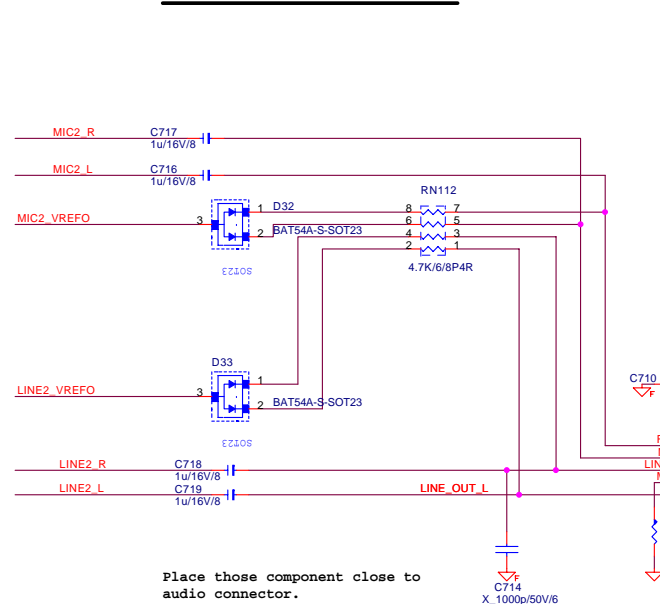 MIC2_R
C717
1u/16V/8
MIC2_L
C716
1u/16V/8
RN112
MIC2_VREFO
3
1
2
D32
BAT54A-S-SOT23
8
6
4
2
7
5
3
1
4.7K/6/8P4R
SOT23
D33
LINE2_VREFO
3
1
2
BAT54A-S-SOT23
SOT23
C710
F
LINE2_R
C718
1u/16V/8
LINE2_L
C719
1u/16V/8
LINE_OUT_L
LIN
F
C714
X_1000p/50V/6
Place those component close to
audio connector.